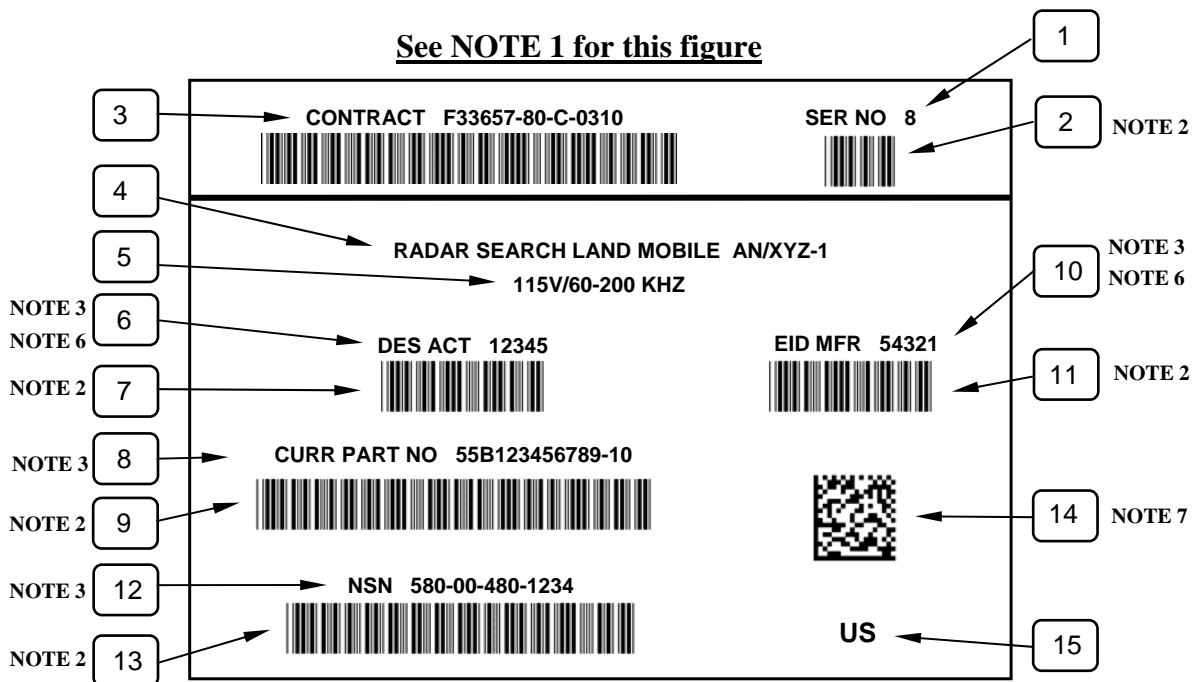 See NOTE 1 for this figure
1
3
CONTRACT F33657-80-C-0310
SER NO 8
2
NOTE 2
4
RADAR SEARCH LAND MOBILE AN/XYZ-1
5
115V/60-200 KHZ
NOTE 3
10
NOTE 6
NOTE 3
6
NOTE 6
DES ACT 12345
EID MFR 54321
NOTE 2
7
11
NOTE 2
NOTE 3
8
CURR PART NO 55B123456789-10
NOTE 2
9
14
NOTE 7
NOTE 3
12
NSN 580-00-480-1234
US
15
NOTE 2
13